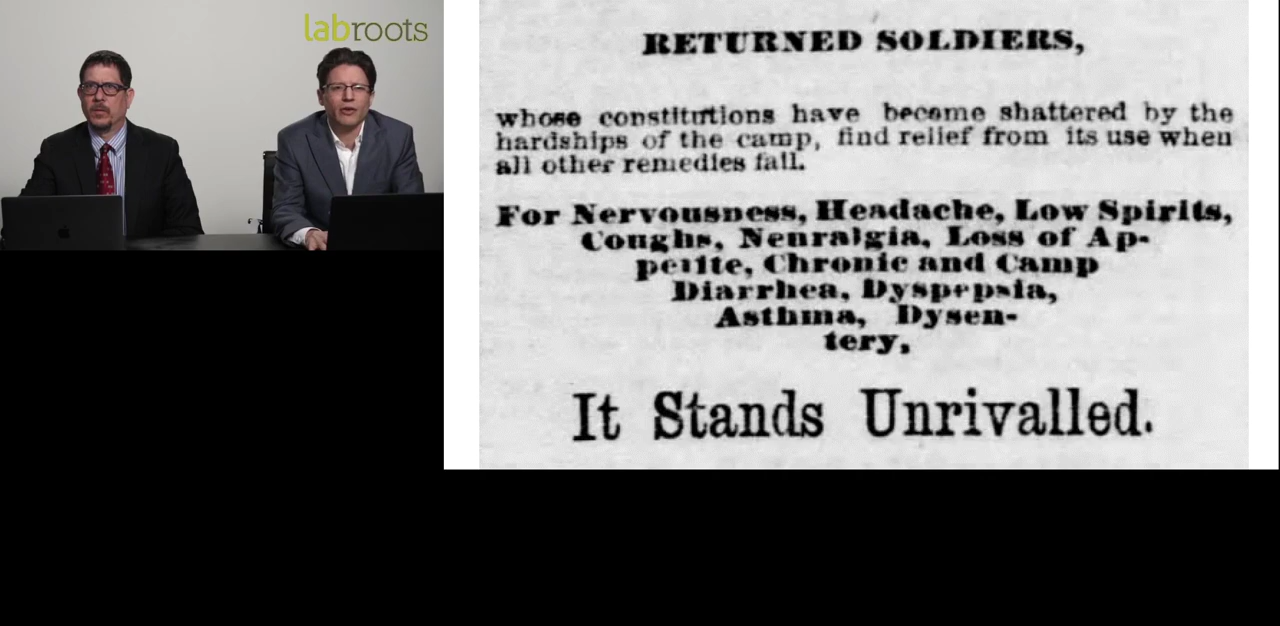 labroots
RETURNED SOLDIERS,
whose constitutions have become shattered by the
hardships of the camp, find relief from its use when
all other remedies fail.
For Nervousness, Headache, Low Spirits,
Coughs, Neuralgia, Loss of Ap-
petite, Chronic and Camp
Diarrhea, Dyspepsia,
Asthma, Dysen-
tery,
It Stands Unrivalled.